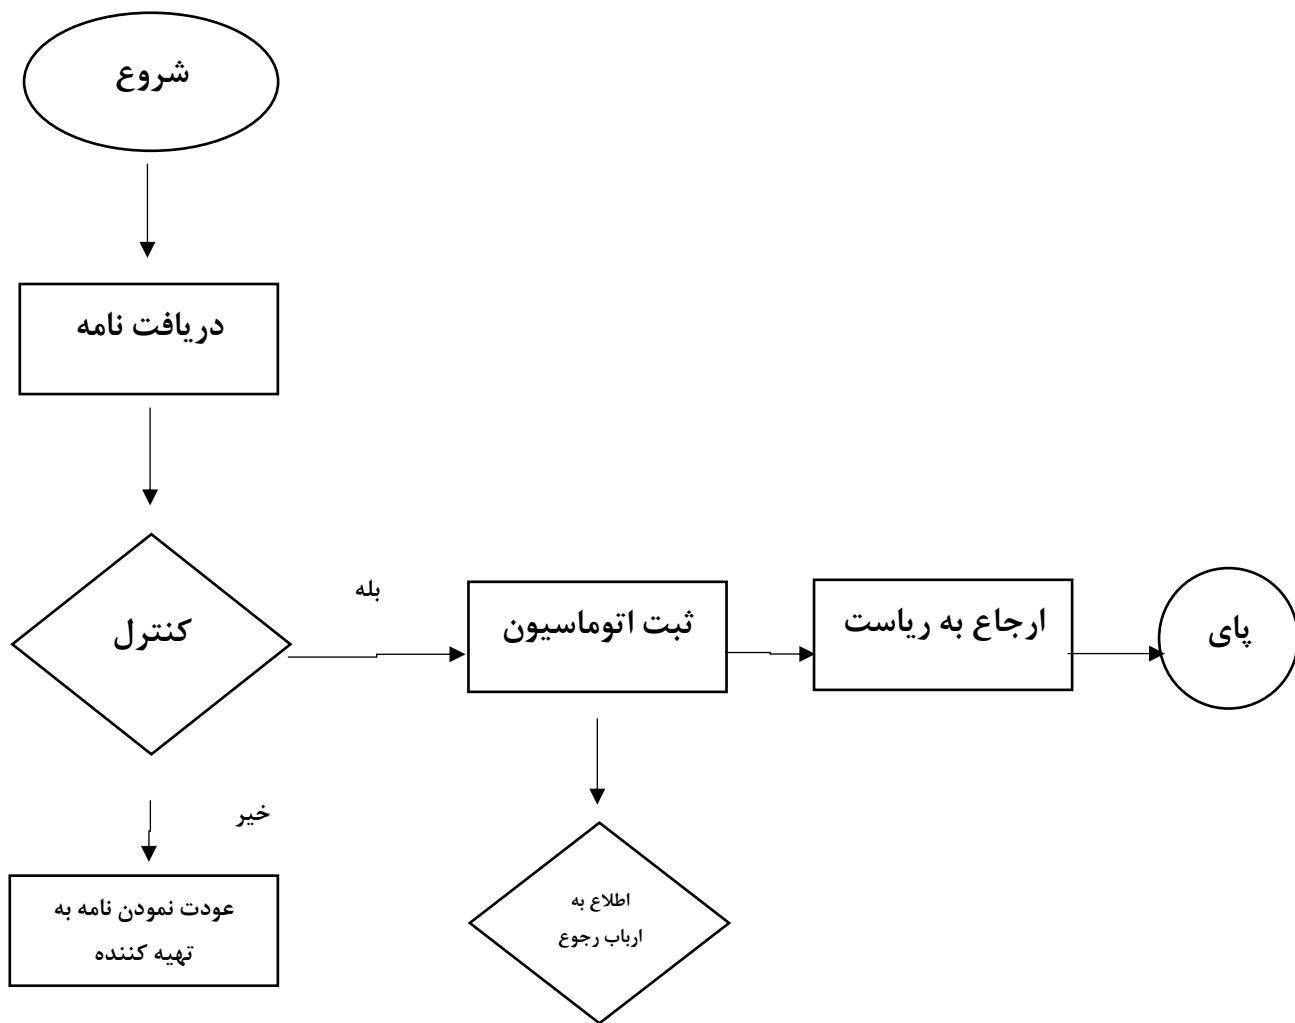 شروع
دریافت نامه
کنترل
بله
ثبت اتوماسیون
ارجاع به ریاست
پای
خیر
عودت نمودن نامه به
تهیه کننده
اطلاع به
ارباب رجوع